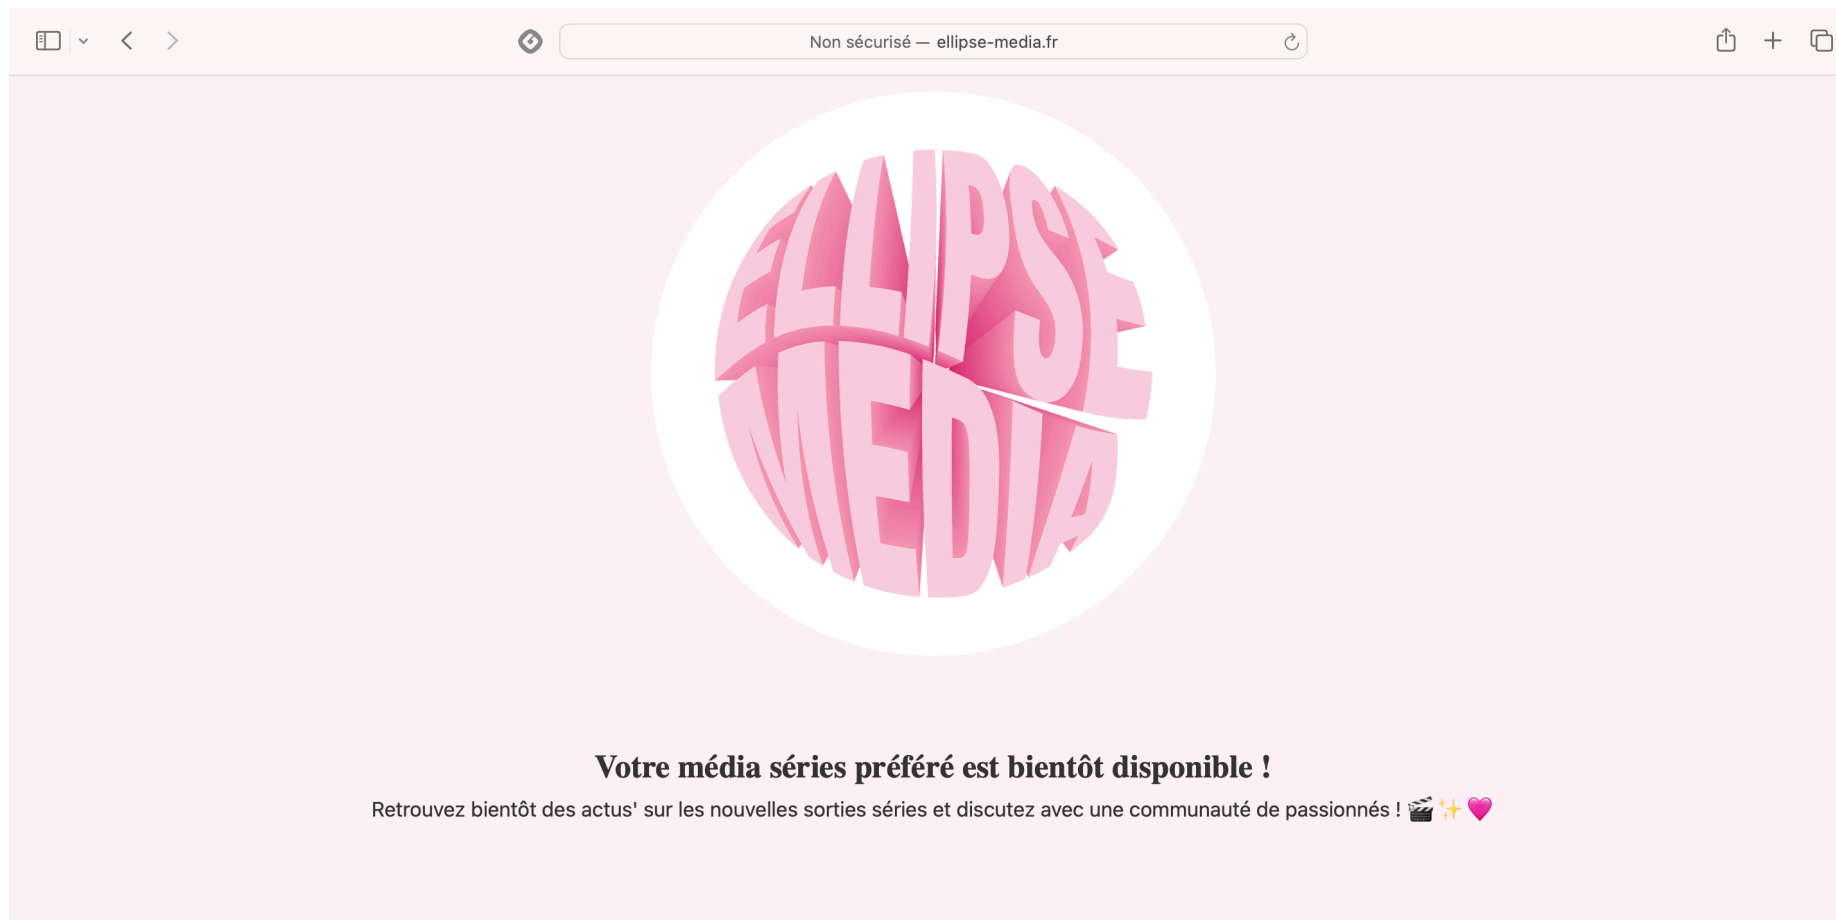 Non sécurisé — ellipse-media.fr
ELLIPSE
MEDIA
Votre média séries préféré est bientôt disponible !
Retrouvez bientôt des actus' sur les nouvelles sorties séries et discutez avec une communauté de passionnés ! 🎬✨💗